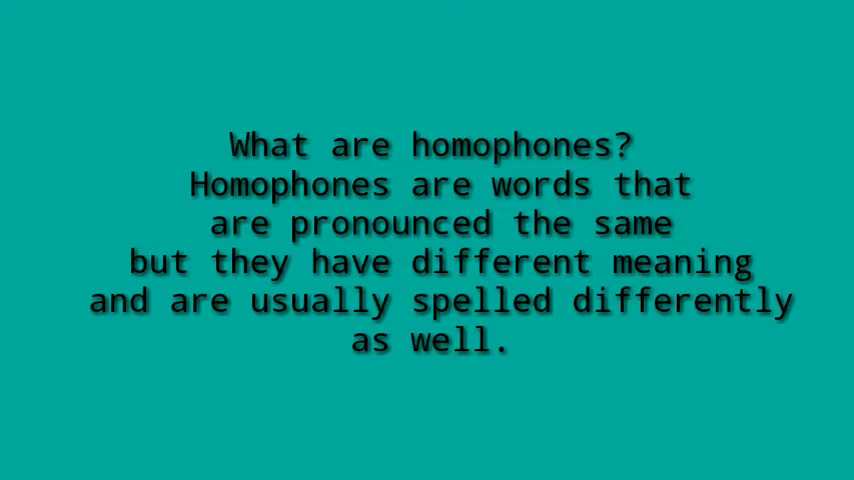 What are homophones?
Homophones are words that
are pronounced the same
but they have different meaning
and are usually spelled differently
as well.